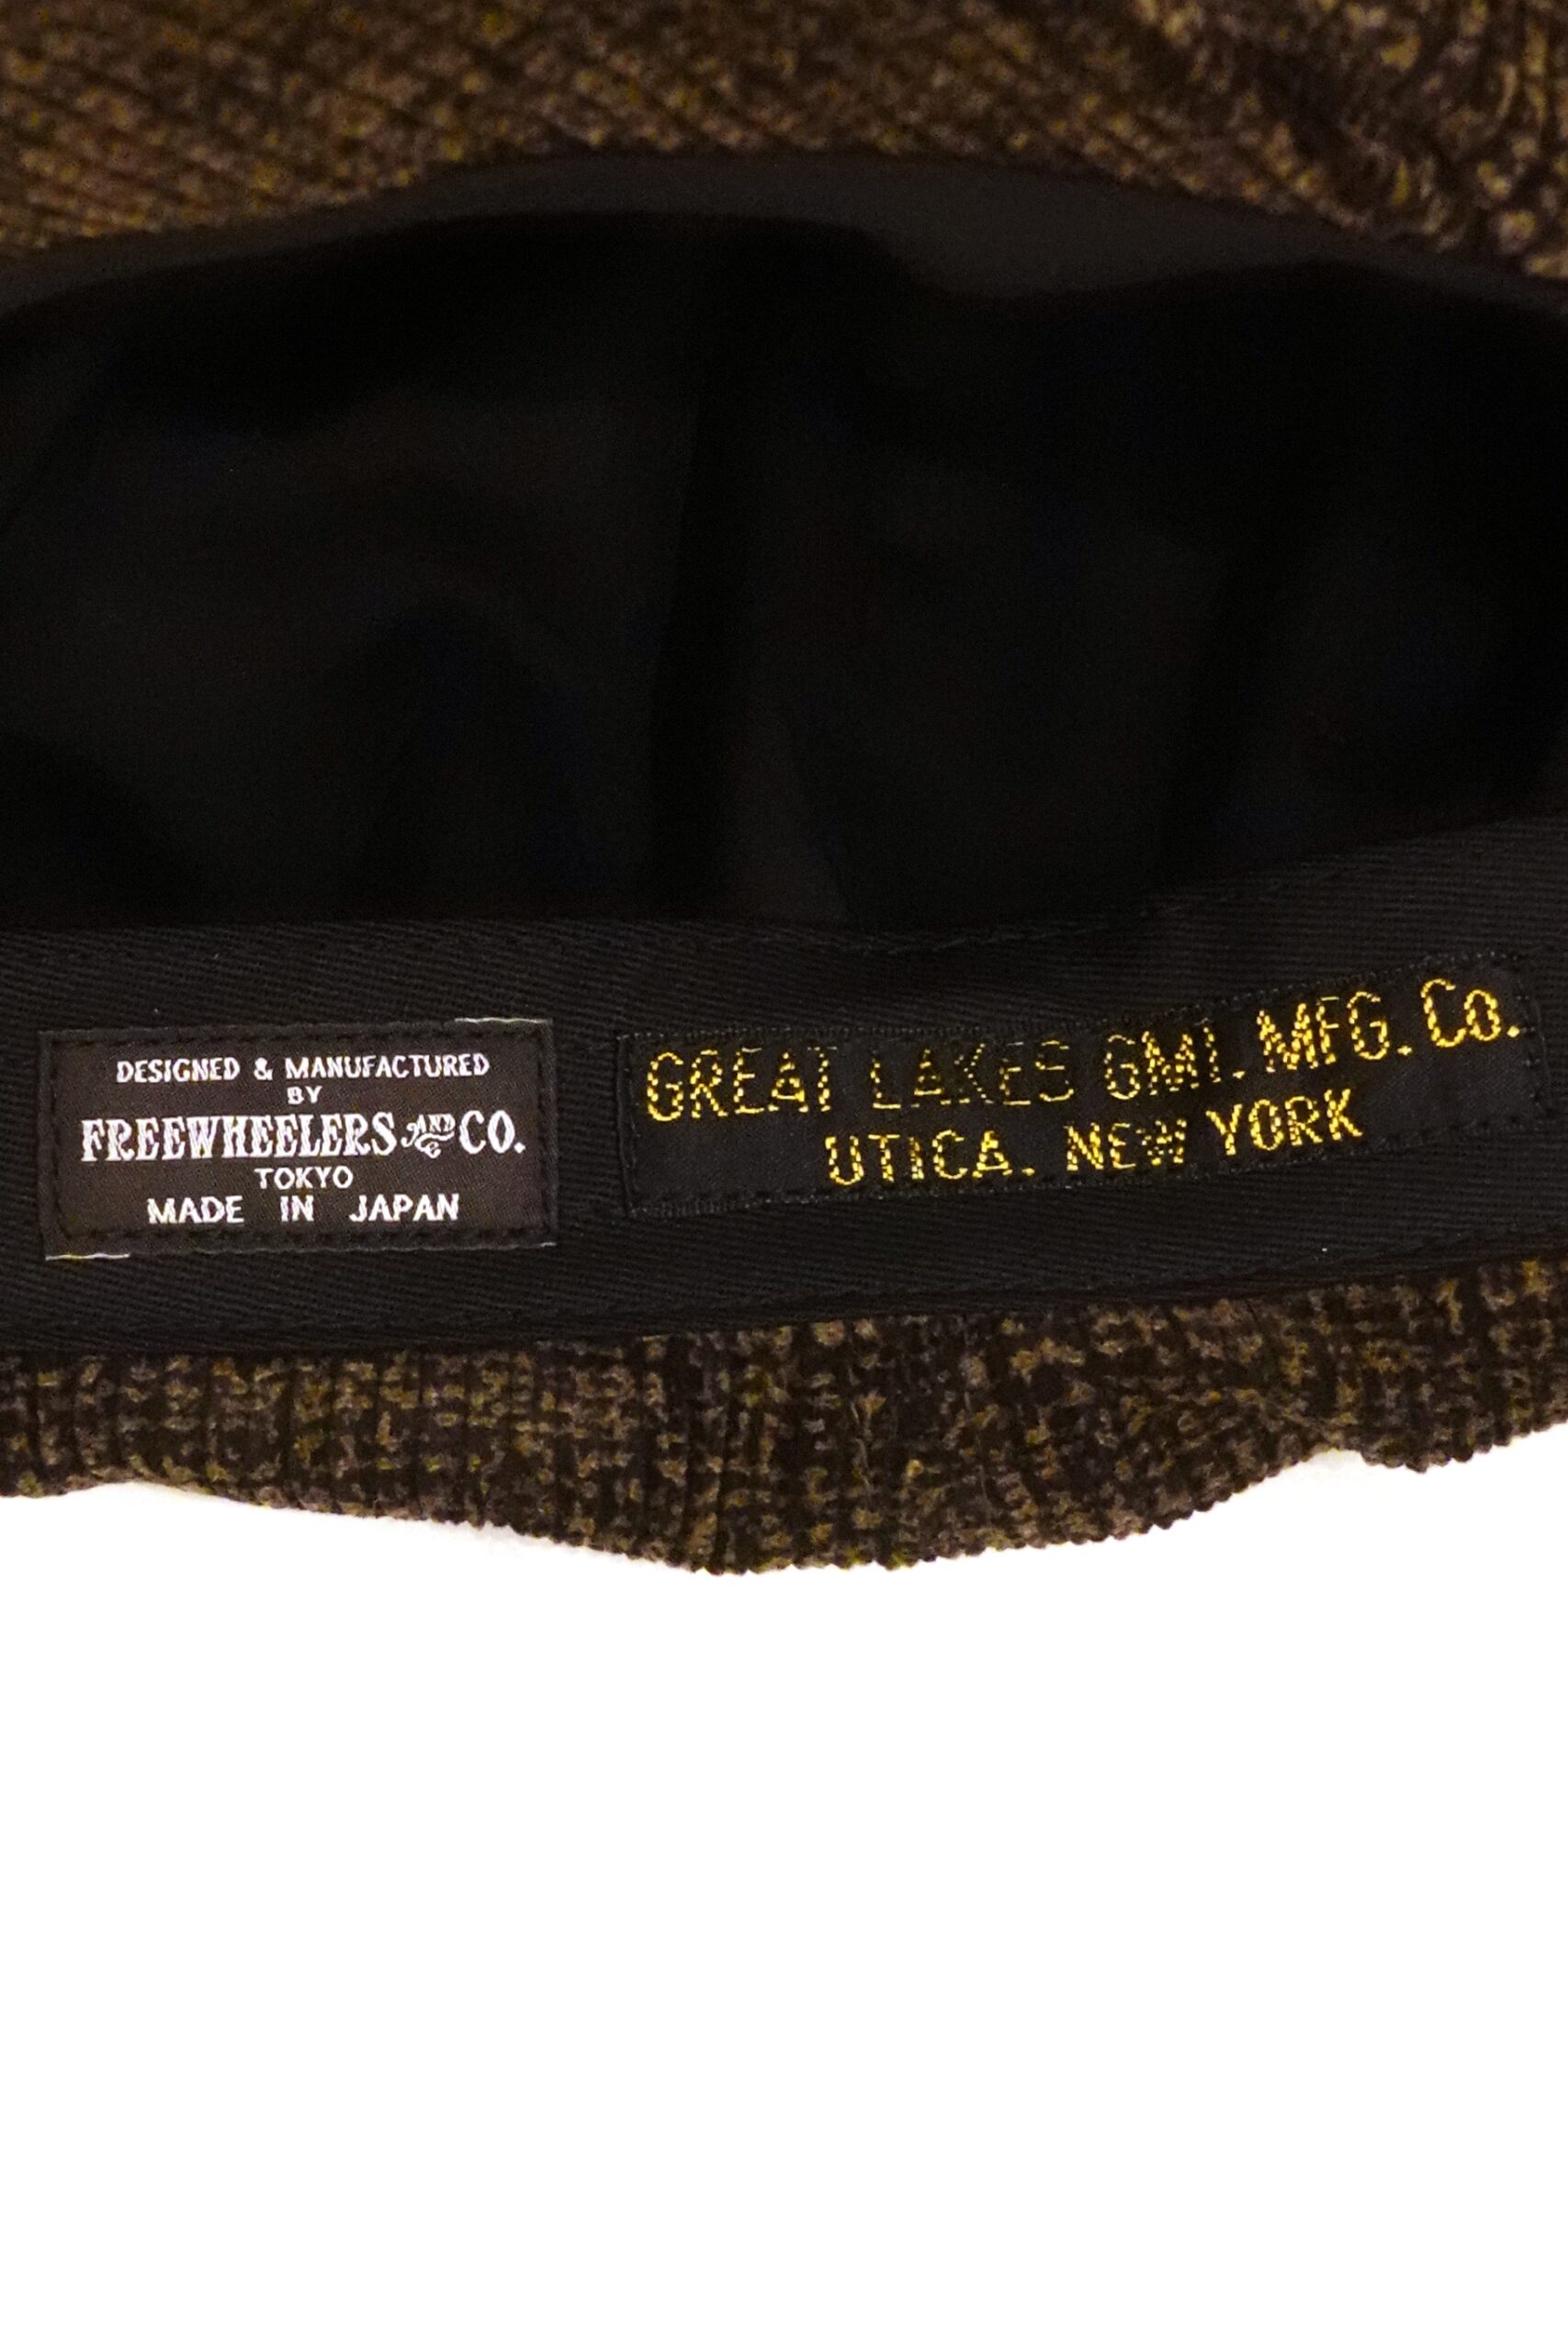 DESIGNED & MANUFACTURED
BY
FREEWHEELERS AND CO.
TOKYO
MADE IN JAPAN
GREAT LAKES GMT. MFG. Co.
UTICA. NEW YORK